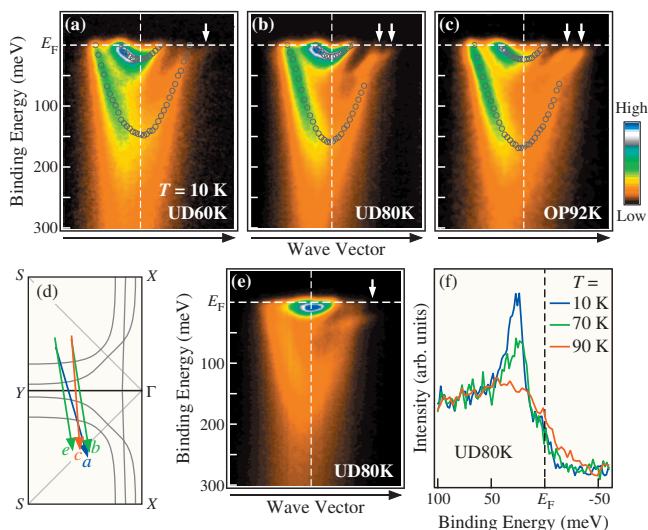 (a)
(b)
(c)
E_F
100
200
300
Binding Energy (meV)
T = 10 K
UD60K
UD80K
OP92K
High
Low
Wave Vector
(d)
S
X
Y
Γ
e
c
b
a
S
X
(e)
E_F
100
200
300
Binding Energy (meV)
UD80K
Wave Vector
(f)
T =
10 K
70 K
90 K
Intensity (arb. units)
UD80K
100
50
E_F
-50
Binding Energy (meV)